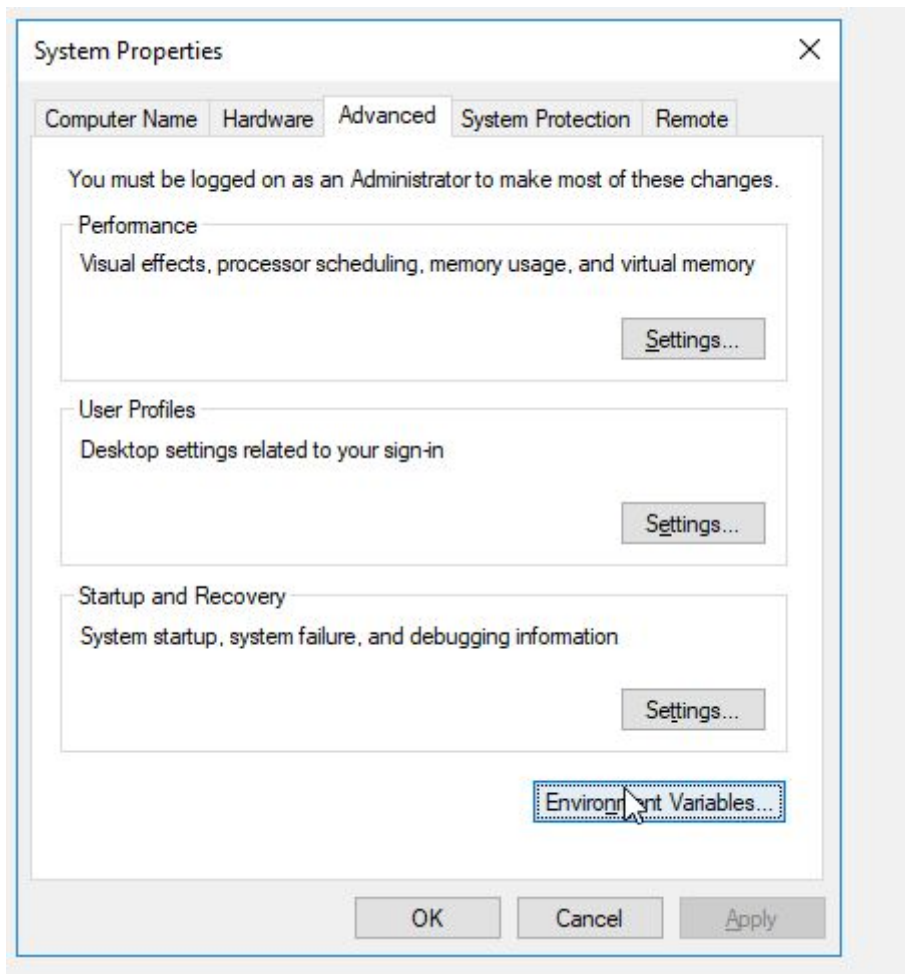 System Properties
Computer Name Hardware Advanced System Protection Remote
You must be logged on as an Administrator to make most of these changes.
Performance
Visual effects, processor scheduling, memory usage, and virtual memory
Settings...
User Profiles
Desktop settings related to your sign-in
Settings...
Startup and Recovery
System startup, system failure, and debugging information
Settings...
Environment Variables...
OK Cancel Apply